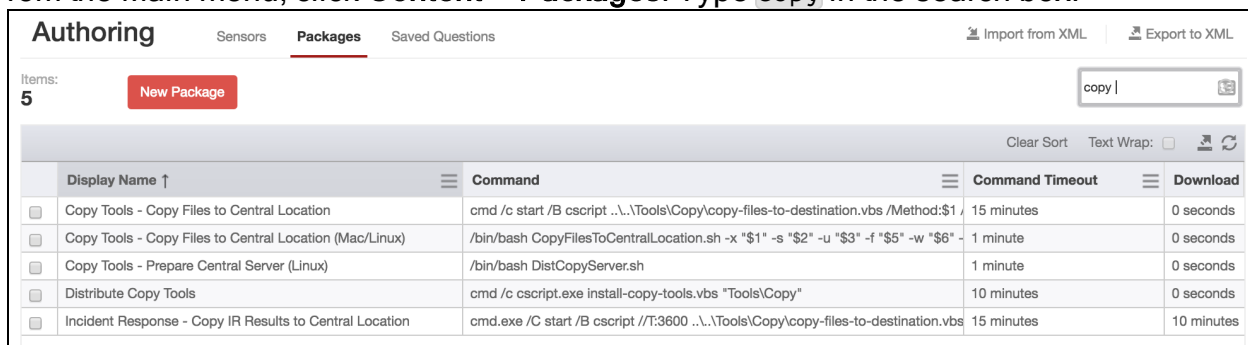 rom the main menu, click Content > Packages. Type copy in the search box.
Authoring Sensors Packages Saved Questions Import from XML Export to XML
Items:
5 New Package copy
Clear Sort Text Wrap:
Display Name ↑ Command Command Timeout Download
Copy Tools - Copy Files to Central Location cmd /c start /B cscript ..\..\Tools\Copy\copy-files-to-destination.vbs /Method:$1 / 15 minutes 0 seconds
Copy Tools - Copy Files to Central Location (Mac/Linux) /bin/bash CopyFilesToCentralLocation.sh -x "$1" -s "$2" -u "$3" -f "$5" -w "$6" - 1 minute 0 seconds
Copy Tools - Prepare Central Server (Linux) /bin/bash DistCopyServer.sh 1 minute 0 seconds
Distribute Copy Tools cmd /c cscript.exe install-copy-tools.vbs "Tools\Copy" 10 minutes 0 seconds
Incident Response - Copy IR Results to Central Location cmd.exe /C start /B cscript //T:3600 ..\..\Tools\Copy\copy-files-to-destination.vbs 15 minutes 10 minutes